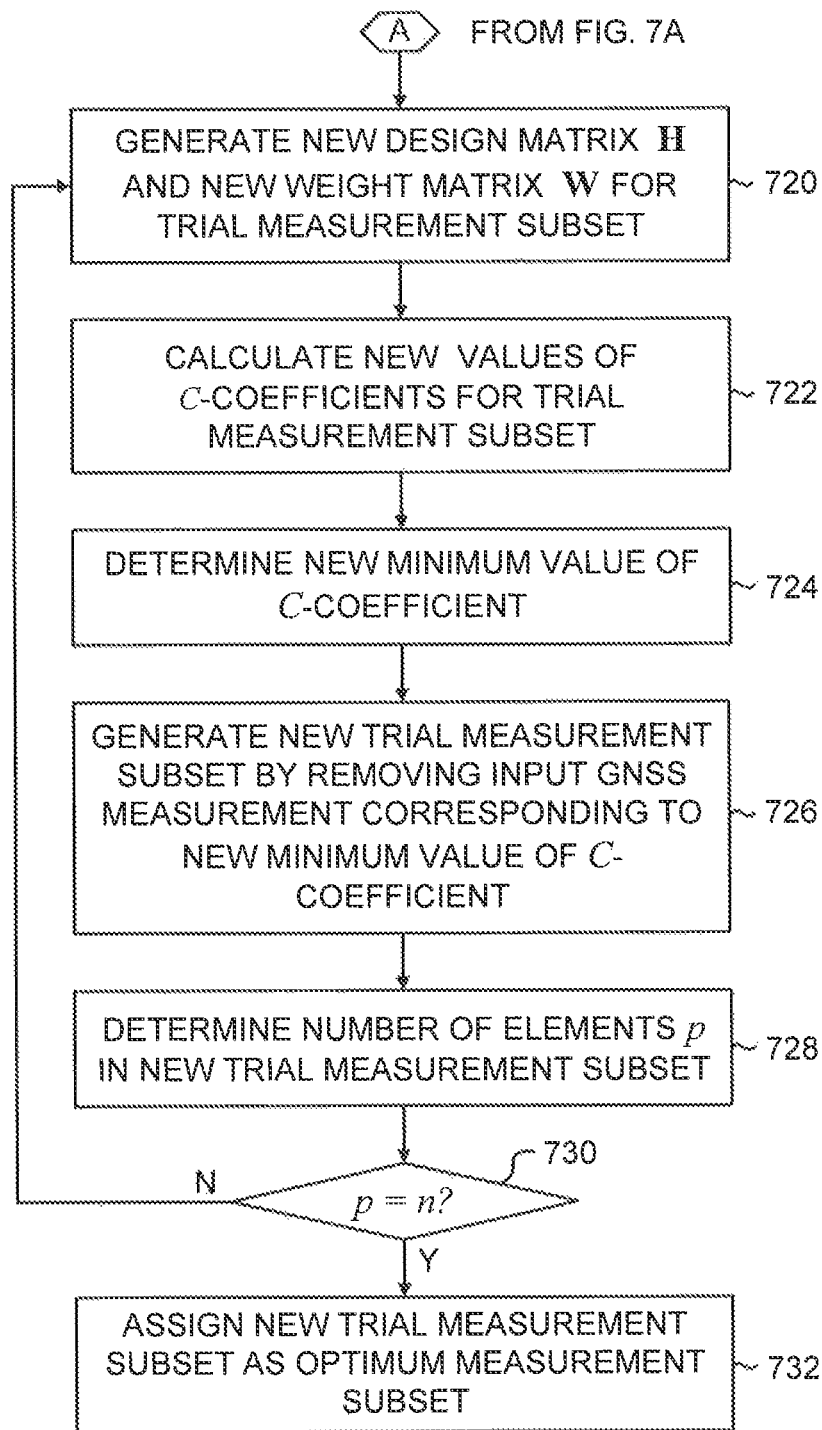 A FROM FIG. 7A
GENERATE NEW DESIGN MATRIX H
AND NEW WEIGHT MATRIX W FOR
TRIAL MEASUREMENT SUBSET
720
CALCULATE NEW VALUES OF
C-COEFFICIENTS FOR TRIAL
MEASUREMENT SUBSET
722
DETERMINE NEW MINIMUM VALUE OF
C-COEFFICIENT
724
GENERATE NEW TRIAL MEASUREMENT
SUBSET BY REMOVING INPUT GNSS
MEASUREMENT CORRESPONDING TO
NEW MINIMUM VALUE OF C-
COEFFICIENT
726
DETERMINE NUMBER OF ELEMENTS p
IN NEW TRIAL MEASUREMENT SUBSET
728
730
N
p = n?
Y
ASSIGN NEW TRIAL MEASUREMENT
SUBSET AS OPTIMUM MEASUREMENT
SUBSET
732